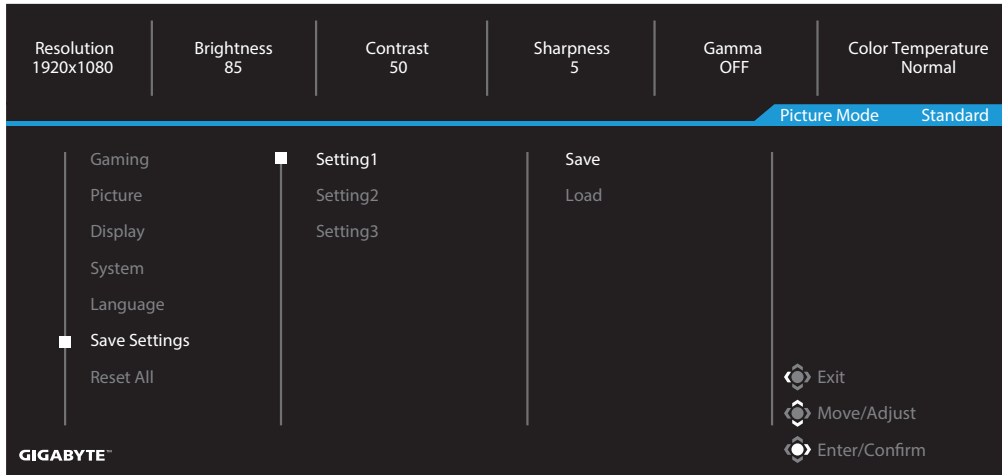 Resolution Brightness Contrast Sharpness Gamma Color Temperature
1920x1080 85 50 5 OFF Normal
Picture Mode Standard
Gaming Setting1 Save
Picture Setting2 Load
Display Setting3
System
Language
Save Settings
Reset All Exit
Move/Adjust
GIGABYTE™ Enter/Confirm